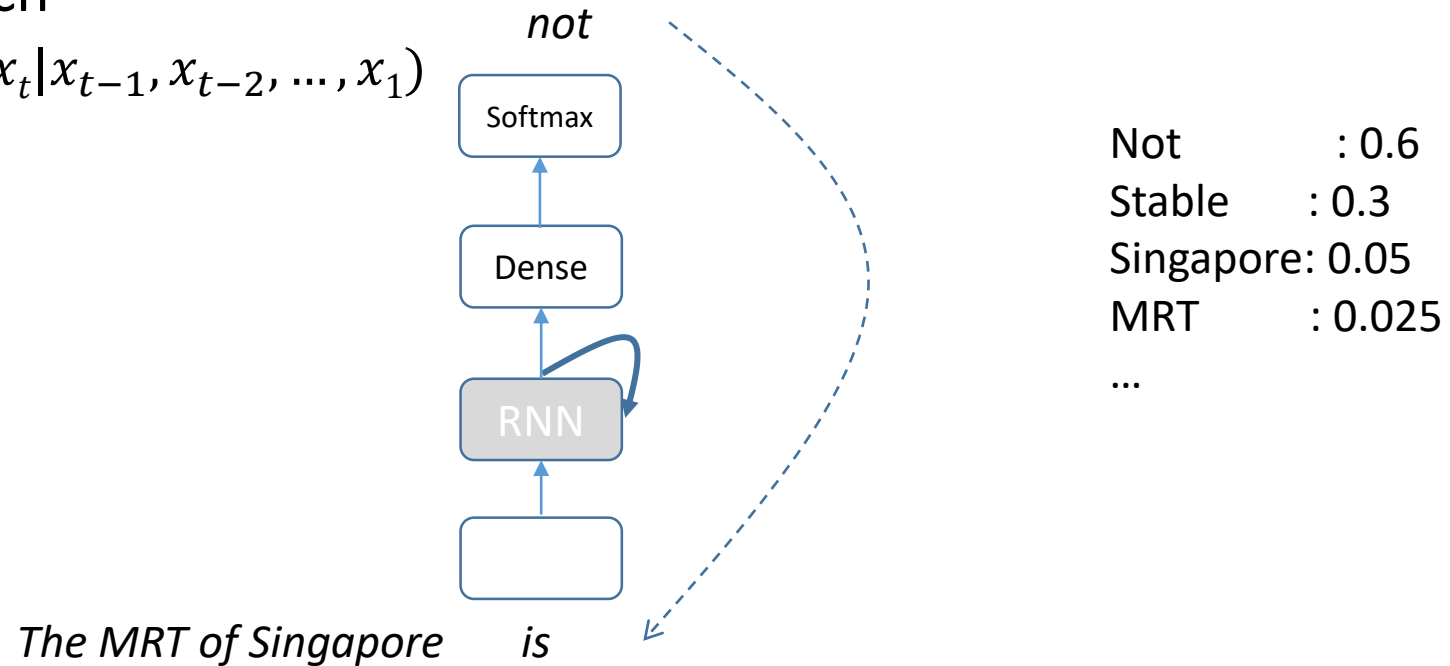 not
x_t|x_{t−1}, x_{t−2}, … , x_1)
Softmax
Not : 0.6
Stable : 0.3
Singapore: 0.05
MRT : 0.025
…
Dense
RNN
The MRT of Singapore is